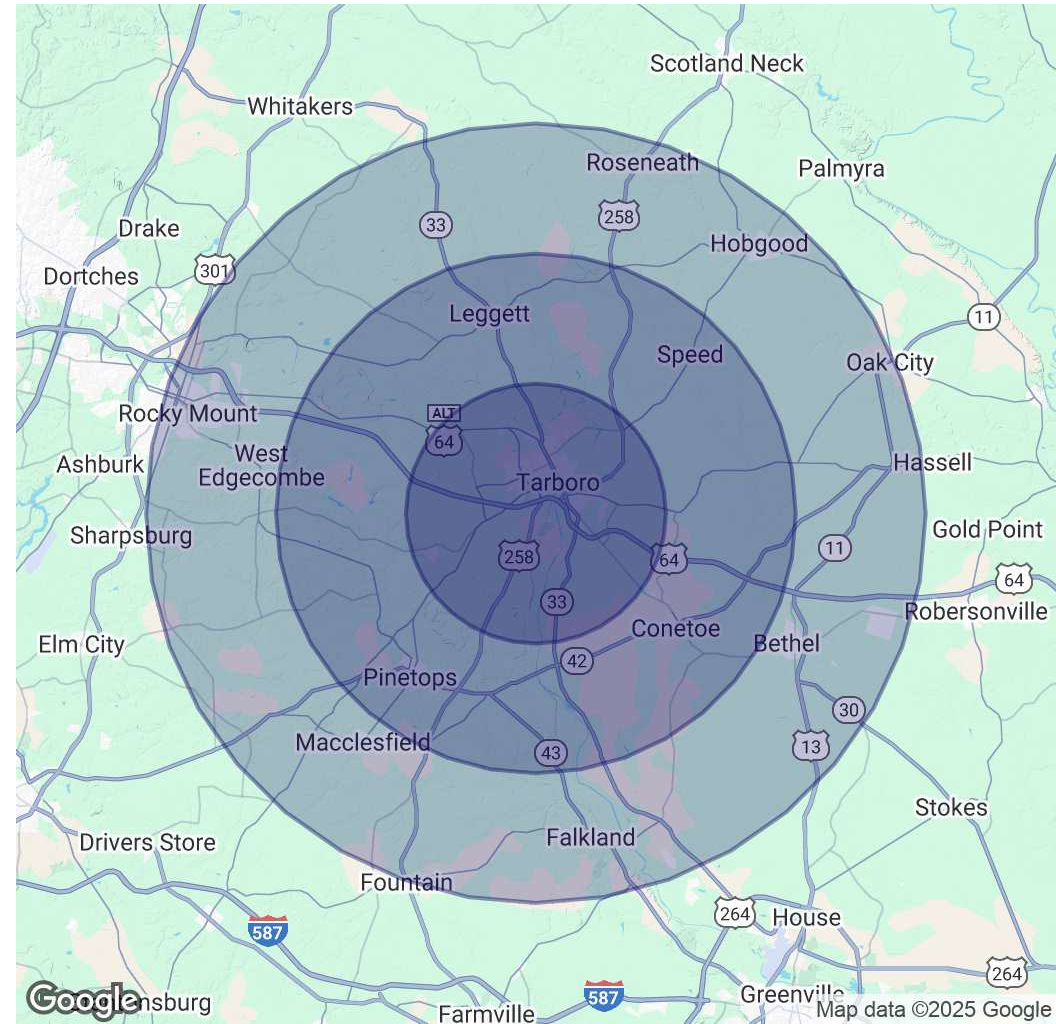 Scotland Neck
Whitakers
Roseneath
Palmyra
258
33
Drake
Hobgood
301
Dortches
11
Leggett
Speed
Oak City
ALT
Rocky Mount
64
West
Edgecombe
Ashburk
Hassell
Tarboro
Gold Point
Sharpsburg
11
258
64
64
33
Robersonville
Conetoe
Elm City
Bethel
42
Pinetops
30
Macclesfield
13
43
Stokes
Drivers Store
Falkland
Fountain
264
House
587
264
Greenville
587
Google
Farmville
Map data ©2025 Google